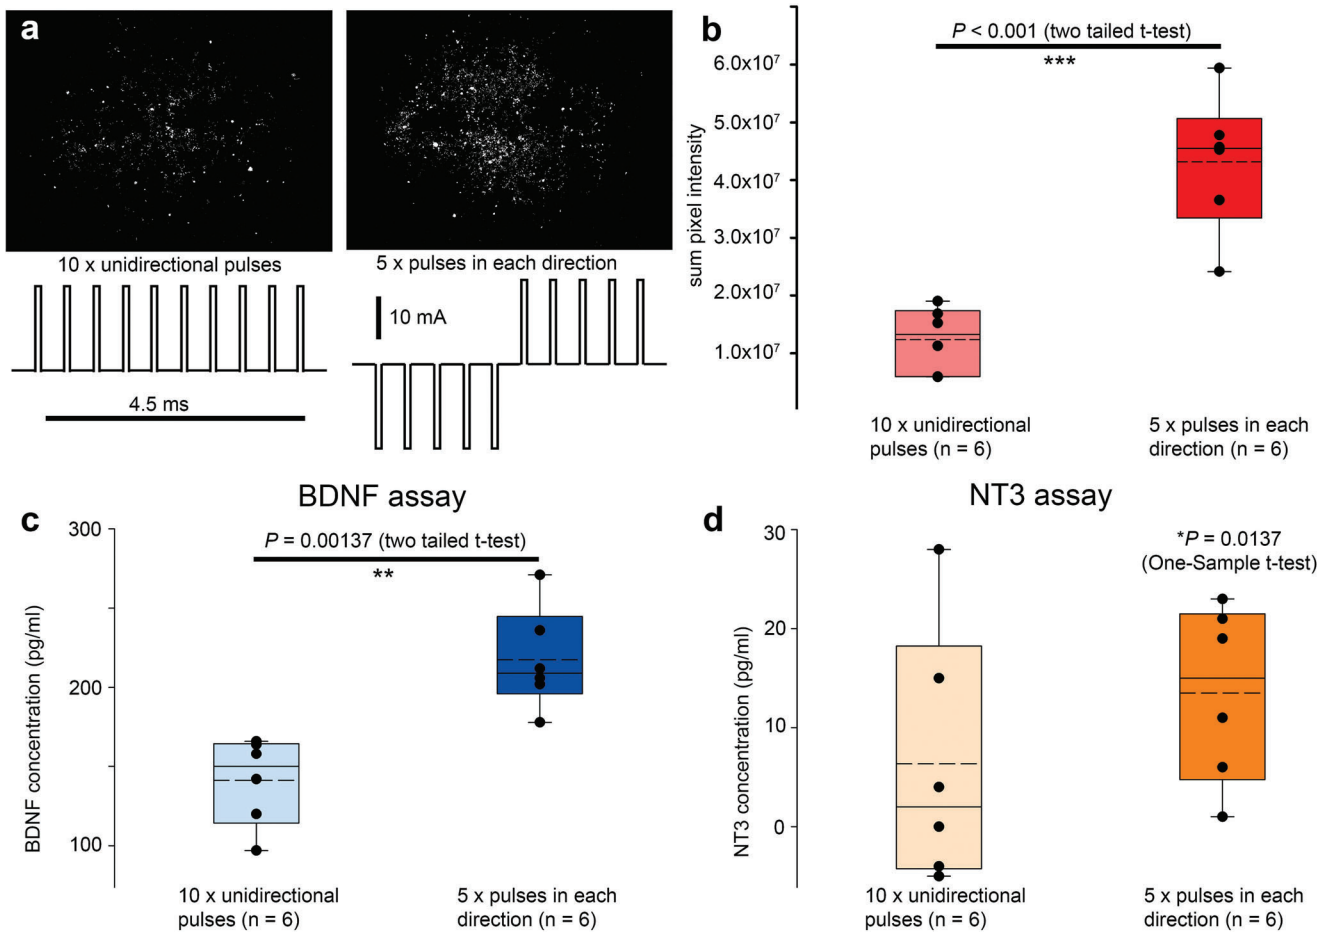 a
10 x unidirectional pulses
5 x pulses in each direction
10 mA
4.5 ms
b
P < 0.001 (two tailed t-test)
***
6.0x10⁷
5.0x10⁷
4.0x10⁷
3.0x10⁷
2.0x10⁷
1.0x10⁷
sum pixel intensity
10 x unidirectional
pulses (n = 6)
5 x pulses in each
direction (n = 6)
c
BDNF assay
P = 0.00137 (two tailed t-test)
**
300
200
100
BDNF concentration (pg/ml)
10 x unidirectional
pulses (n = 6)
5 x pulses in each
direction (n = 6)
d
NT3 assay
*P = 0.0137
(One-Sample t-test)
30
20
10
0
NT3 concentration (pg/ml)
10 x unidirectional
pulses (n = 6)
5 x pulses in each
direction (n = 6)